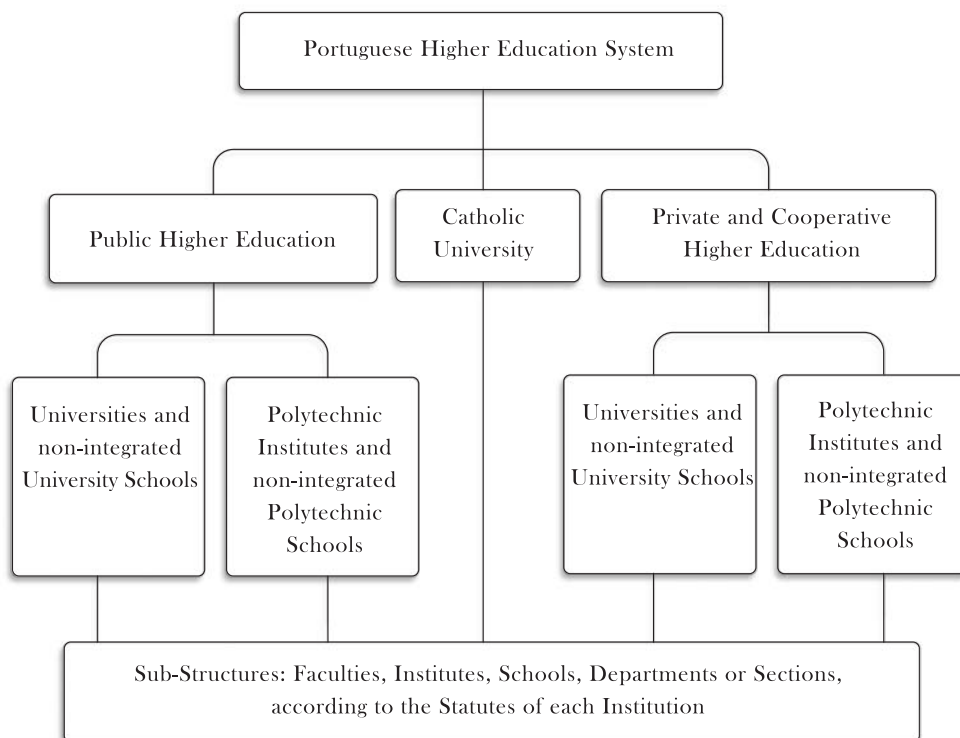 Portuguese Higher Education System
Public Higher Education
Catholic
University
Private and Cooperative
Higher Education
Universities and
non-integrated
University Schools
Polytechnic
Institutes and
non-integrated
Polytechnic
Schools
Universities and
non-integrated
University Schools
Polytechnic
Institutes and
non-integrated
Polytechnic
Schools
Sub-Structures: Faculties, Institutes, Schools, Departments or Sections,
according to the Statutes of each Institution